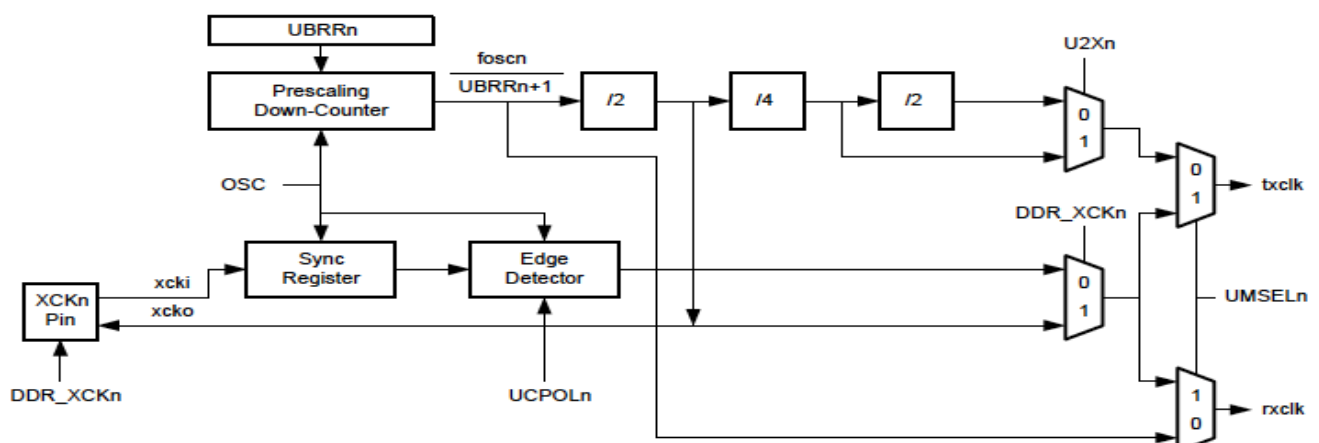 UBRRn
U2Xn
foscn
Prescaling
Down-Counter
UBRRn+1
/2
/4
/2
0
1
OSC
0
1
txclk
DDR_XCKn
Sync
Register
Edge
Detector
xcki
XCKn
Pin
xcko
0
1
UMSELn
DDR_XCKn
UCPOLn
1
0
rxclk